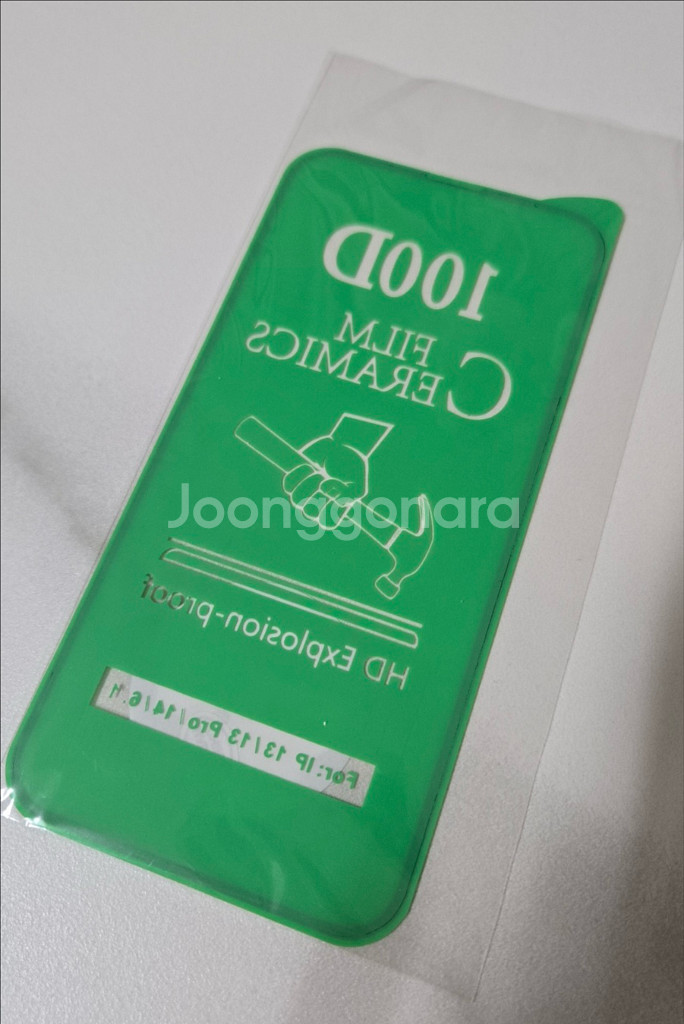 100D
FILM
CERAMICS
Joonggonara
HD Explosion-proof
For: IP 13/13 Pro/14/6.1